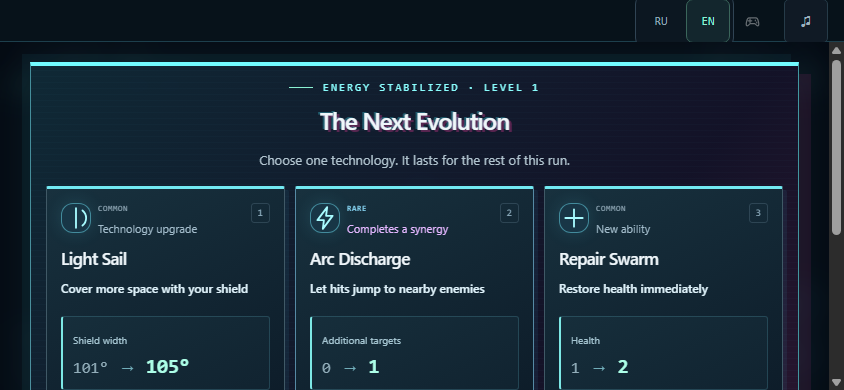 RU EN
ENERGY STABILIZED · LEVEL 1
The Next Evolution
Choose one technology. It lasts for the rest of this run.
COMMON
1
Technology upgrade
Light Sail
Cover more space with your shield
Shield width
101° → 105°
RARE
2
Completes a synergy
Arc Discharge
Let hits jump to nearby enemies
Additional targets
0 → 1
COMMON
3
New ability
Repair Swarm
Restore health immediately
Health
1 → 2